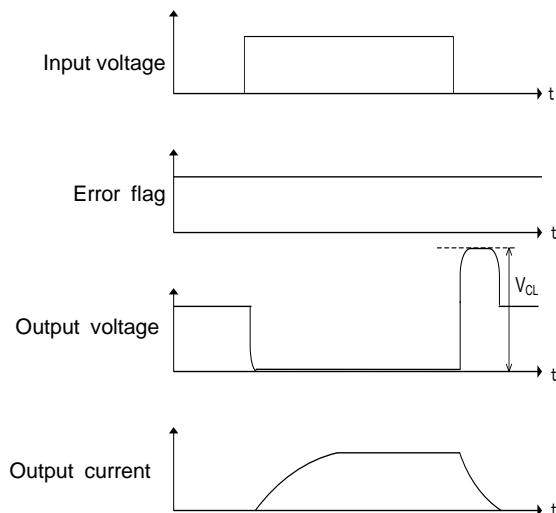 Input voltage
t
Error flag
t
V_CL
Output voltage
t
Output current
t